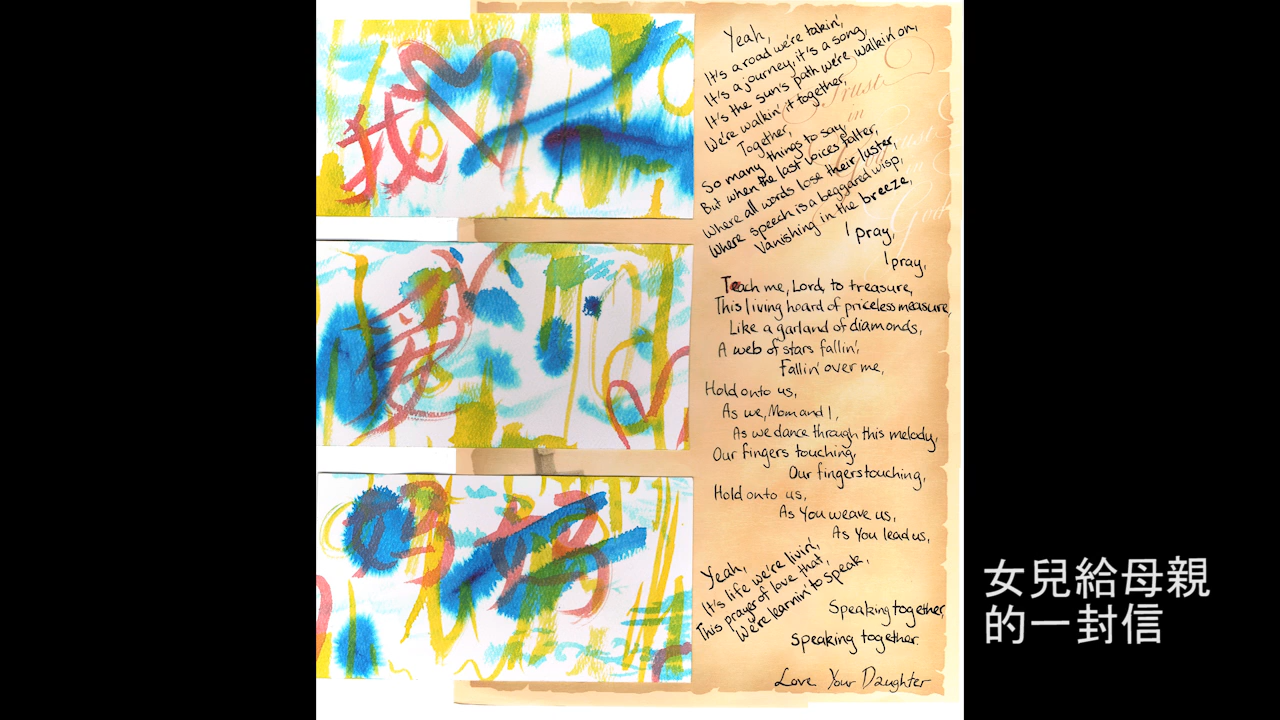 我
愛
媽
Yeah,
It's a road we're takin',
It's a journey, it's a song,
It's the sun's path we're walkin' on,
We're walkin' it together,
Together,
So many things to say,
But when the last voices falter,
Where all words lose their luster,
Where speech is a beggared wisp,
Vanishing in the breeze,
I pray,
I pray,
Teach me, Lord, to treasure,
This living hoard of priceless measure,
Like a garland of diamonds,
A web of stars fallin',
Fallin' over me,
Hold onto us,
As we, Mom and I,
As we dance through this melody,
Our fingers touching,
Our fingers touching,
Hold onto us,
As You weave us,
As You lead us,
Yeah,
It's life we're livin',
This prayer of love that,
We're learnin' to speak,
Speaking together,
Speaking together.
Love Your Daughter
Trust
in
God
Trust
in
God
女兒給母親
的一封信